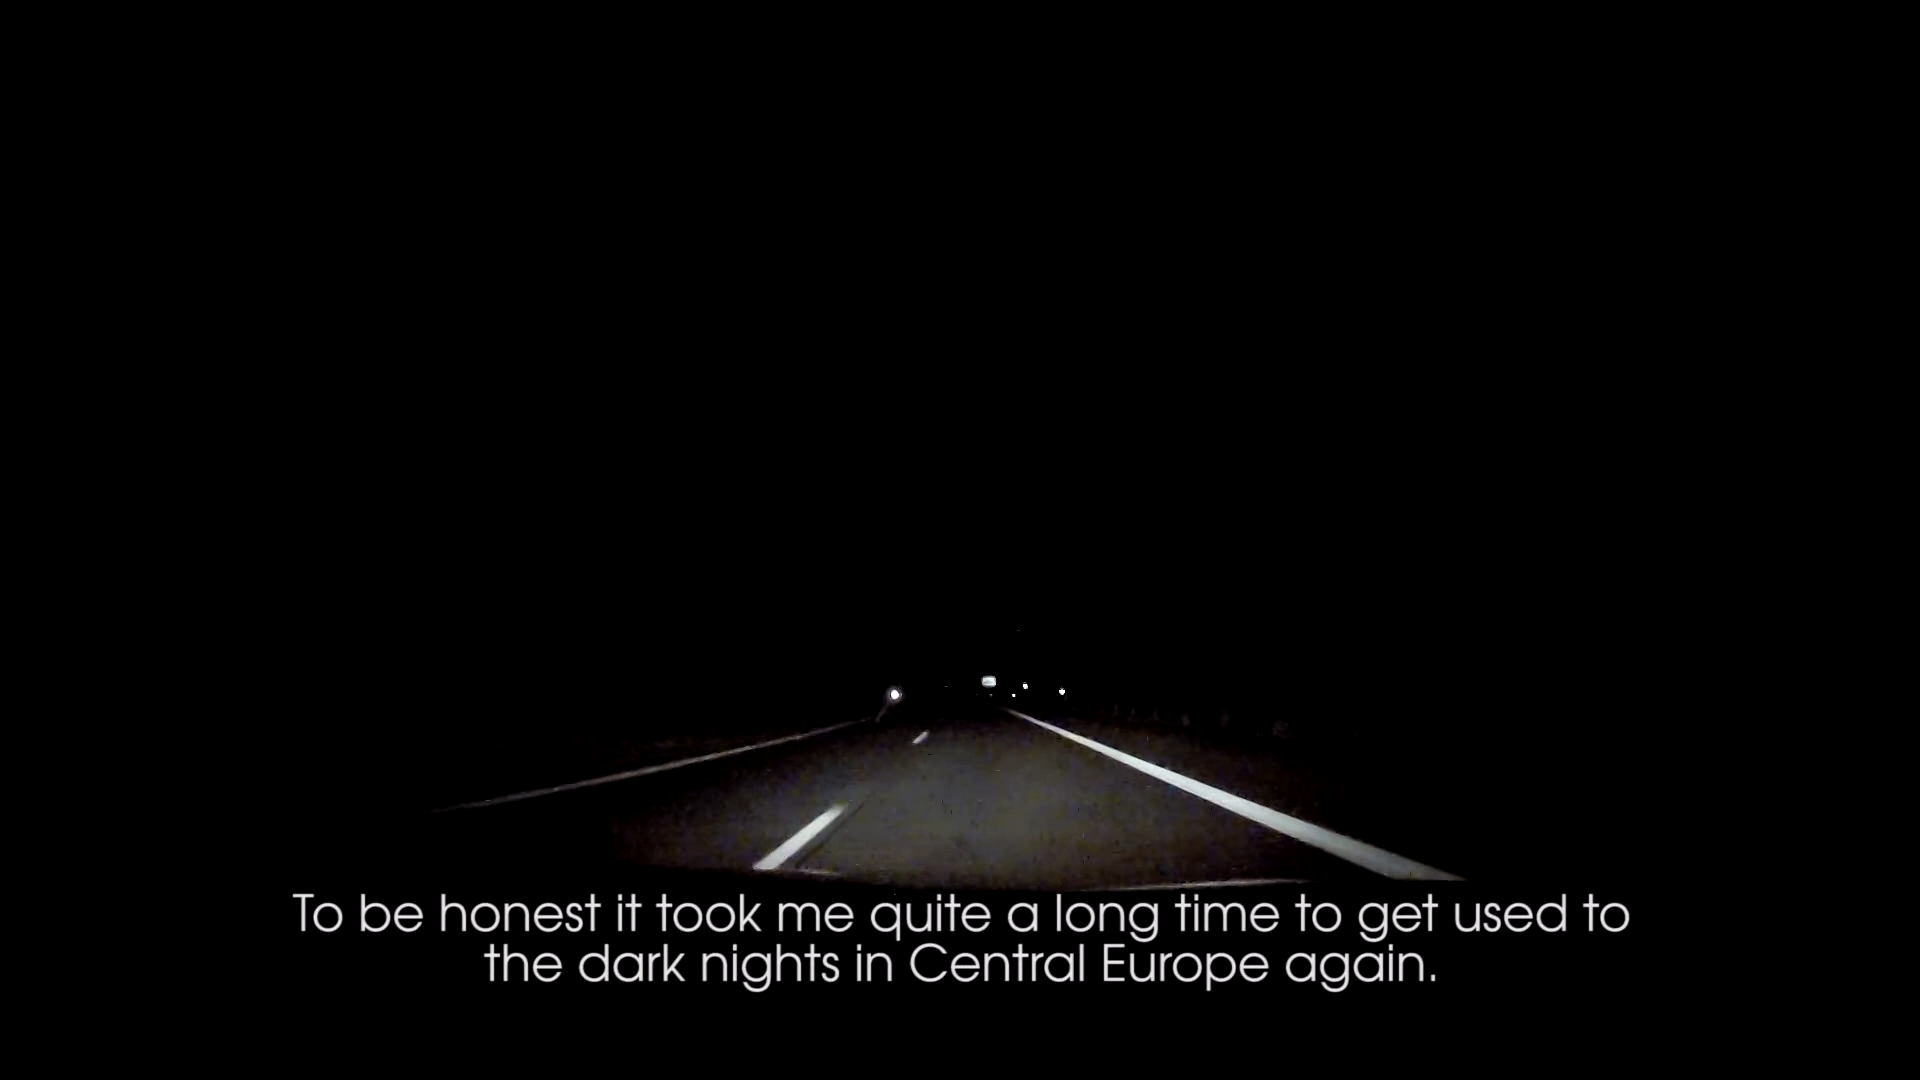 To be honest it took me quite a long time to get used to
the dark nights in Central Europe again.